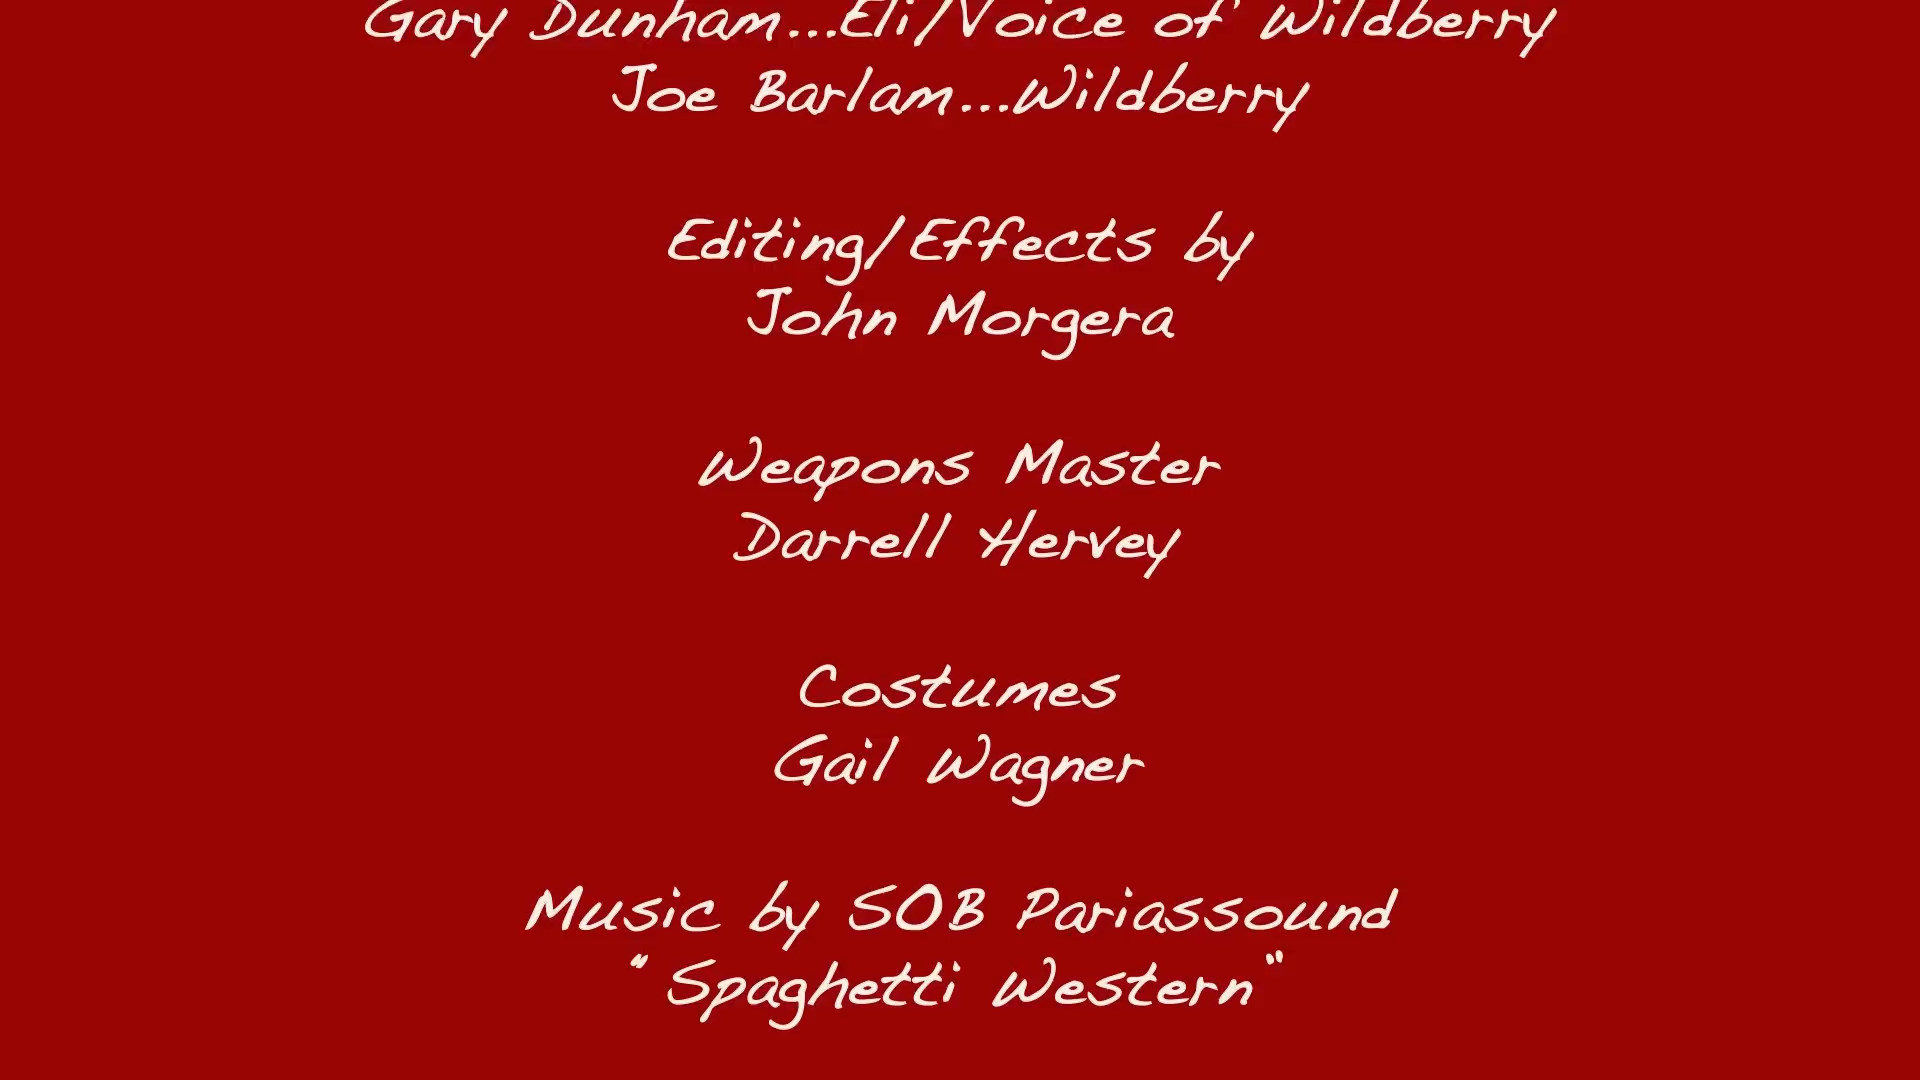 Gary Dunham...Eli/Voice of Wildberry
Joe Barlam...Wildberry
Editing/Effects by
John Morgera
Weapons Master
Darrell Hervey
Costumes
Gail Wagner
Music by SOB Pariassound
"Spaghetti Western"